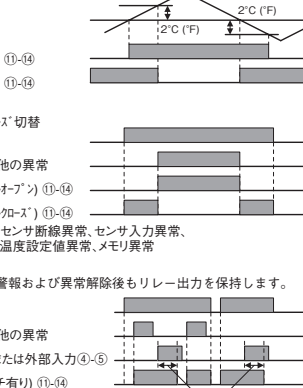 2°C (°F)
2°C (°F)
⑪-⑭
⑪-⑭
ズ切替
他の異常
オープン) ⑪-⑭
クローズ) ⑪-⑭
センサ断線異常、センサ入力異常、
温度設定値異常、メモリ異常
警報および異常解除後もリレー出力を保持します。
他の異常
または外部入力④-⑤
チ有り) ⑪-⑭